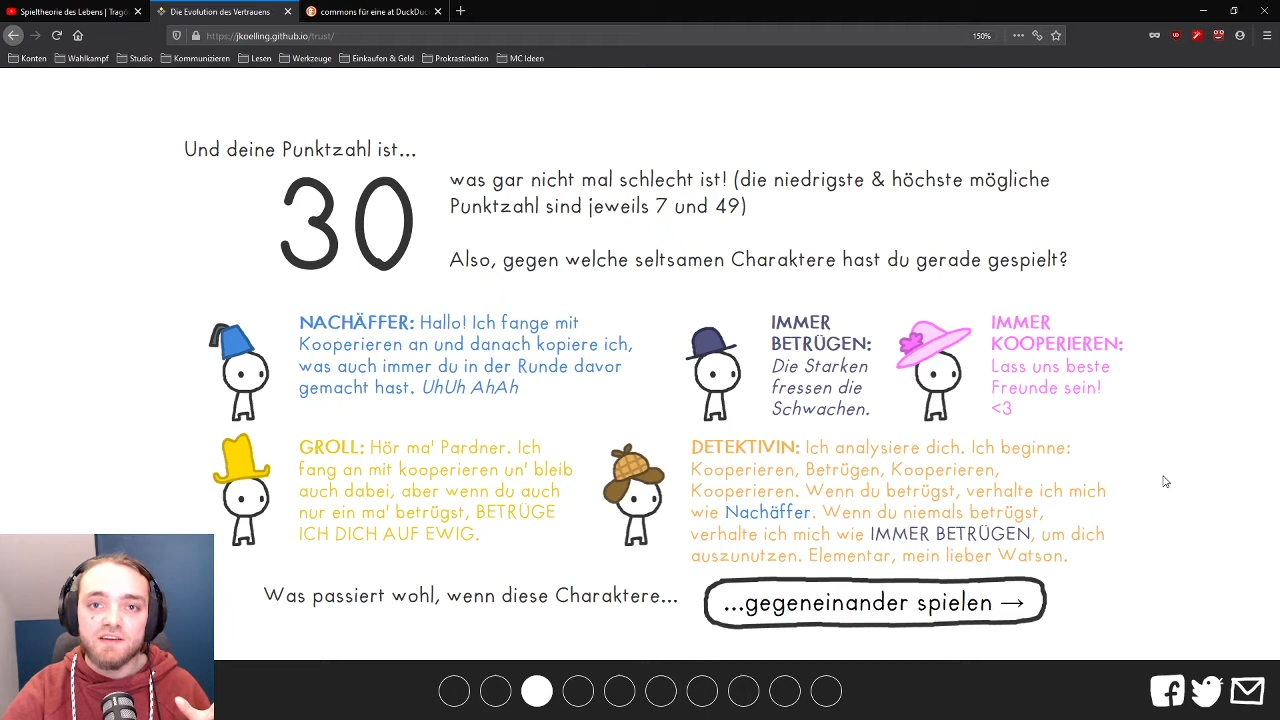 Spieltheorie des Lebens | Tragö
Die Evolution des Vertrauens
commons für eine at DuckDuc
https://jkoelling.github.io/trust/
150%
Konten
Wahlkampf
Studio
Kommunizieren
Lesen
Werkzeuge
Einkaufen & Geld
Prokrastination
MC Ideen
Und deine Punktzahl ist...
30
was gar nicht mal schlecht ist! (die niedrigste & höchste mögliche
Punktzahl sind jeweils 7 und 49)
Also, gegen welche seltsamen Charaktere hast du gerade gespielt?
NACHÄFFER: Hallo! Ich fange mit
Kooperieren an und danach kopiere ich,
was auch immer du in der Runde davor
gemacht hast. UhUh AhAh
IMMER
BETRÜGEN:
Die Starken
fressen die
Schwachen.
IMMER
KOOPERIEREN:
Lass uns beste
Freunde sein!
<3
GROLL: Hör ma' Pardner. Ich
fang an mit kooperieren un' bleib
auch dabei, aber wenn du auch
nur ein ma' betrügst, BETRÜGE
ICH DICH AUF EWIG.
DETEKTIVIN: Ich analysiere dich. Ich beginne:
Kooperieren, Betrügen, Kooperieren,
Kooperieren. Wenn du betrügst, verhalte ich mich
wie Nachäffer. Wenn du niemals betrügst,
verhalte ich mich wie IMMER BETRÜGEN, um dich
auszunutzen. Elementar, mein lieber Watson.
Was passiert wohl, wenn diese Charaktere...
...gegeneinander spielen →